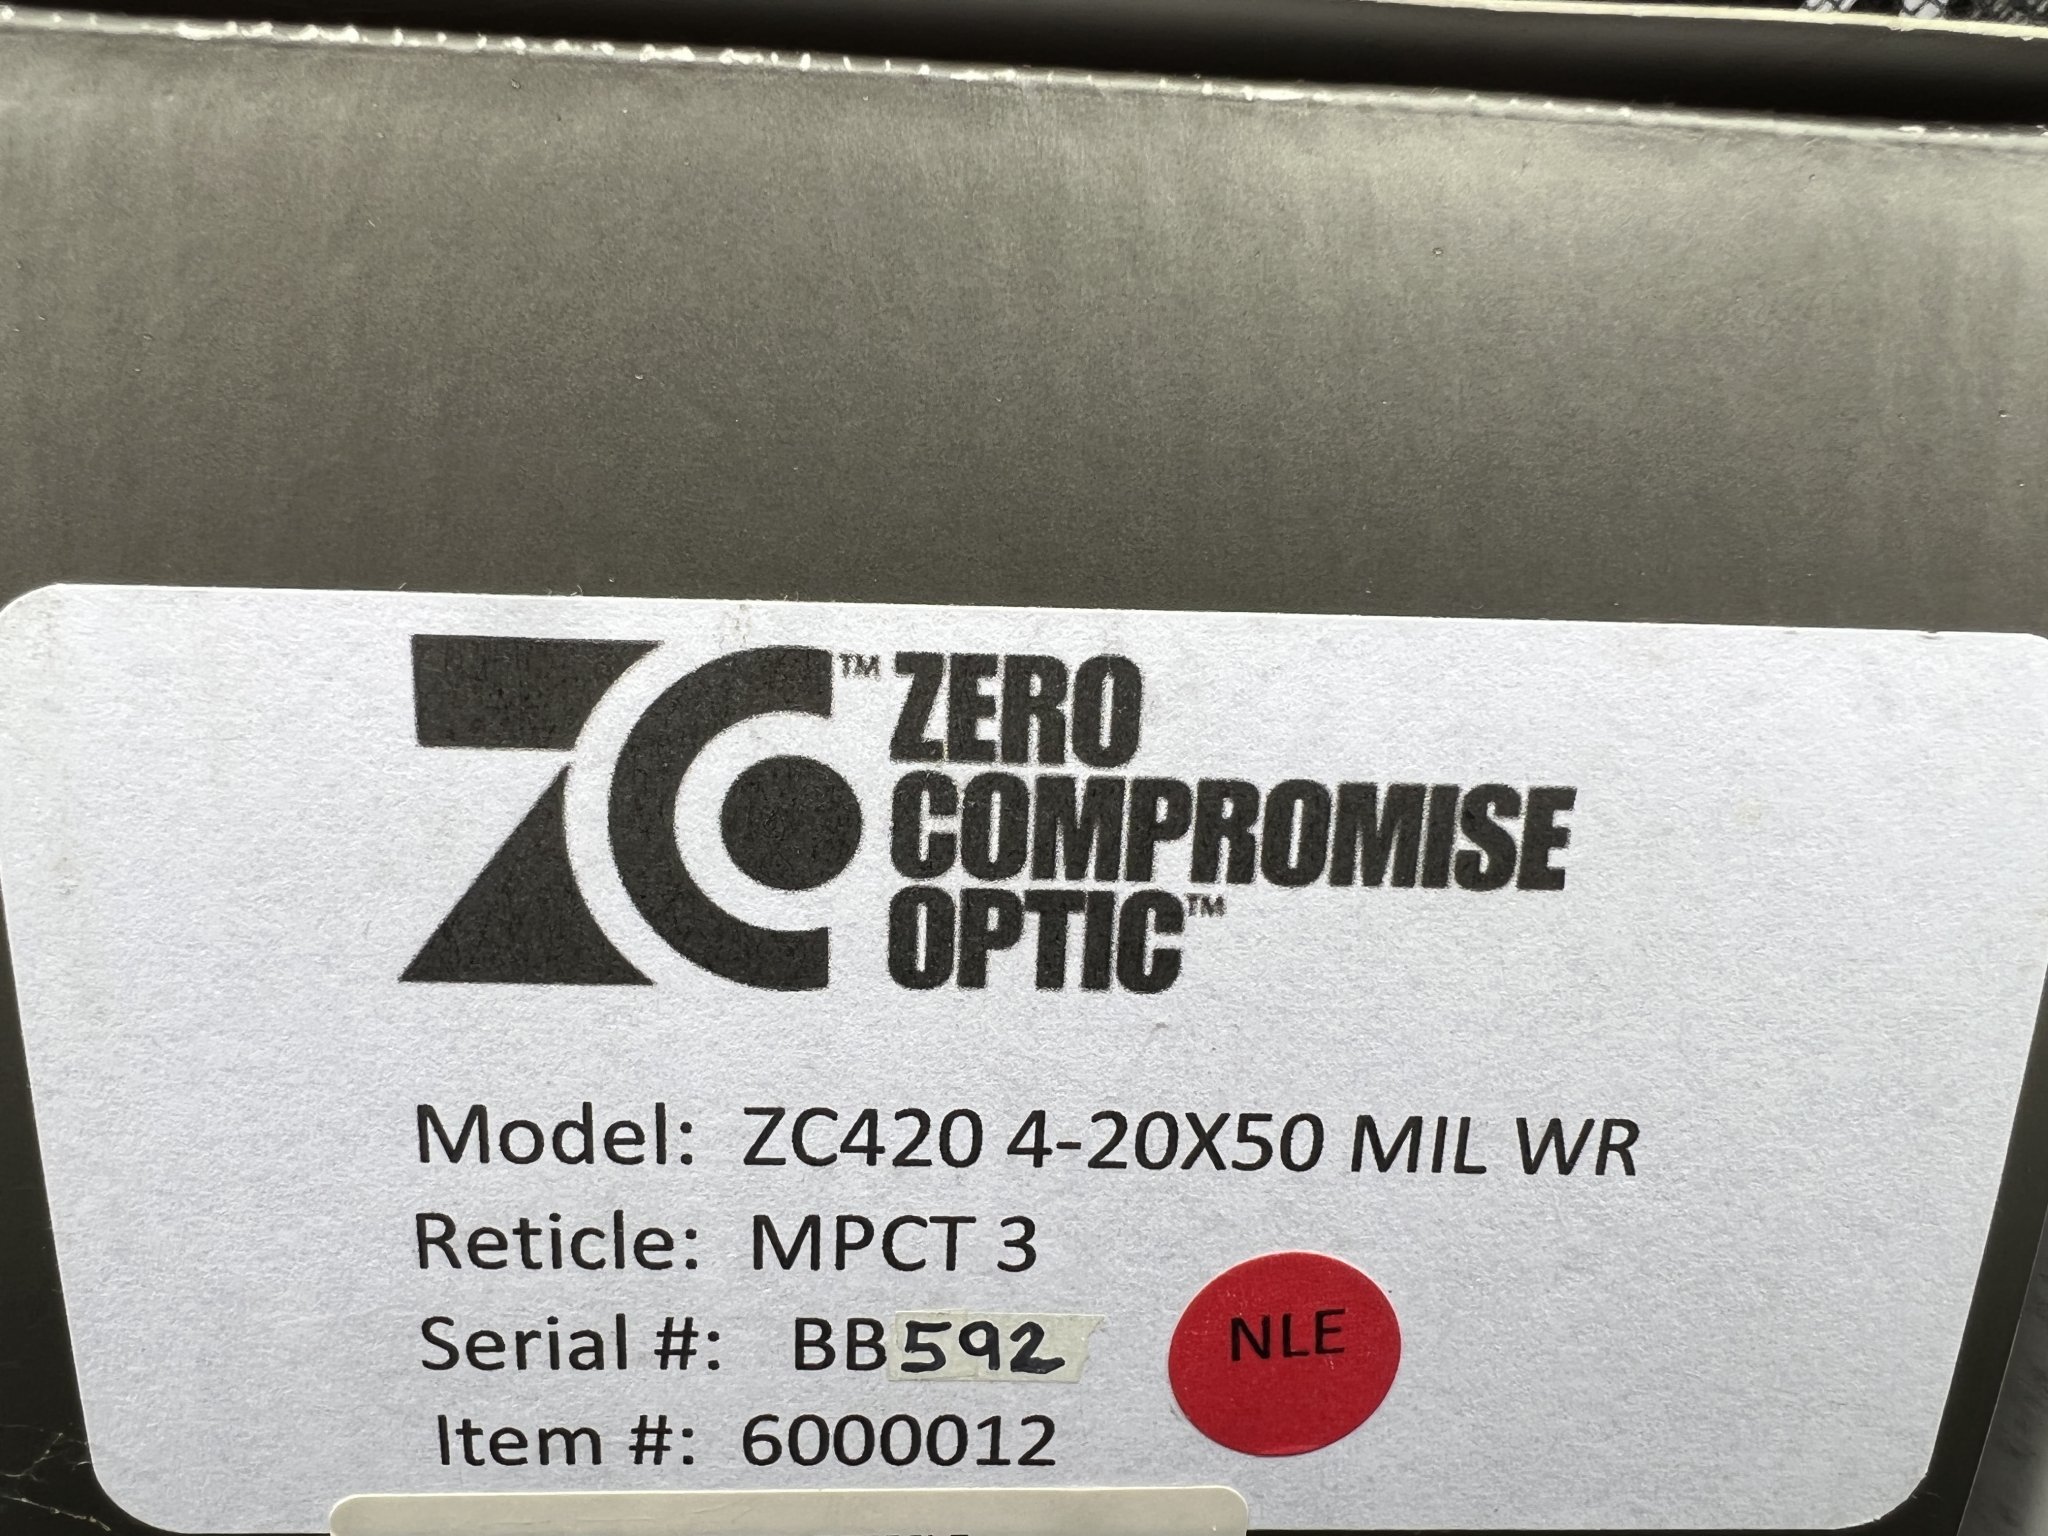 ZC™ ZERO
COMPROMISE
OPTIC™
Model: ZC420 4-20X50 MIL WR
Reticle: MPCT 3
Serial #: BB592
NLE
Item #: 6000012